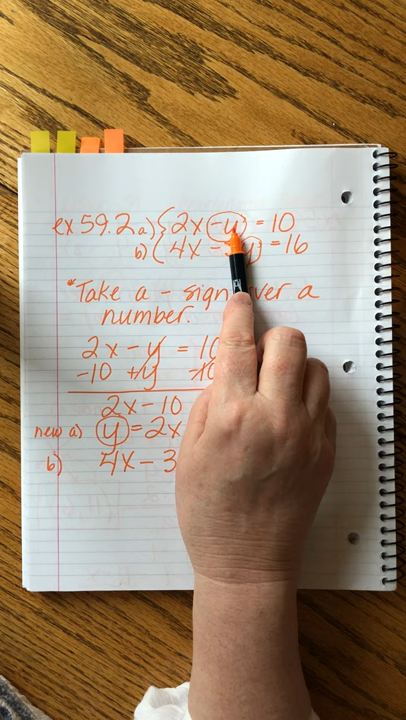 ex 59.2 a) { 2x - y = 10
b) ( 4x - y) = 16
*Take a - sign over a
number.
2x - y = 10
-10 +y -10
2x - 10
new a) y = 2x
b) 4x - 3